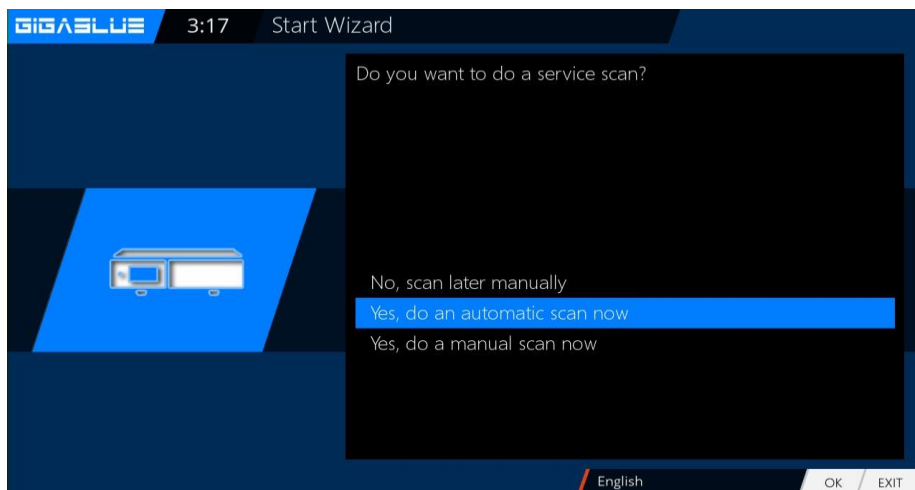 GIGABLUE 3:17 Start Wizard
Do you want to do a service scan?
No, scan later manually
Yes, do an automatic scan now
Yes, do a manual scan now
English OK EXIT